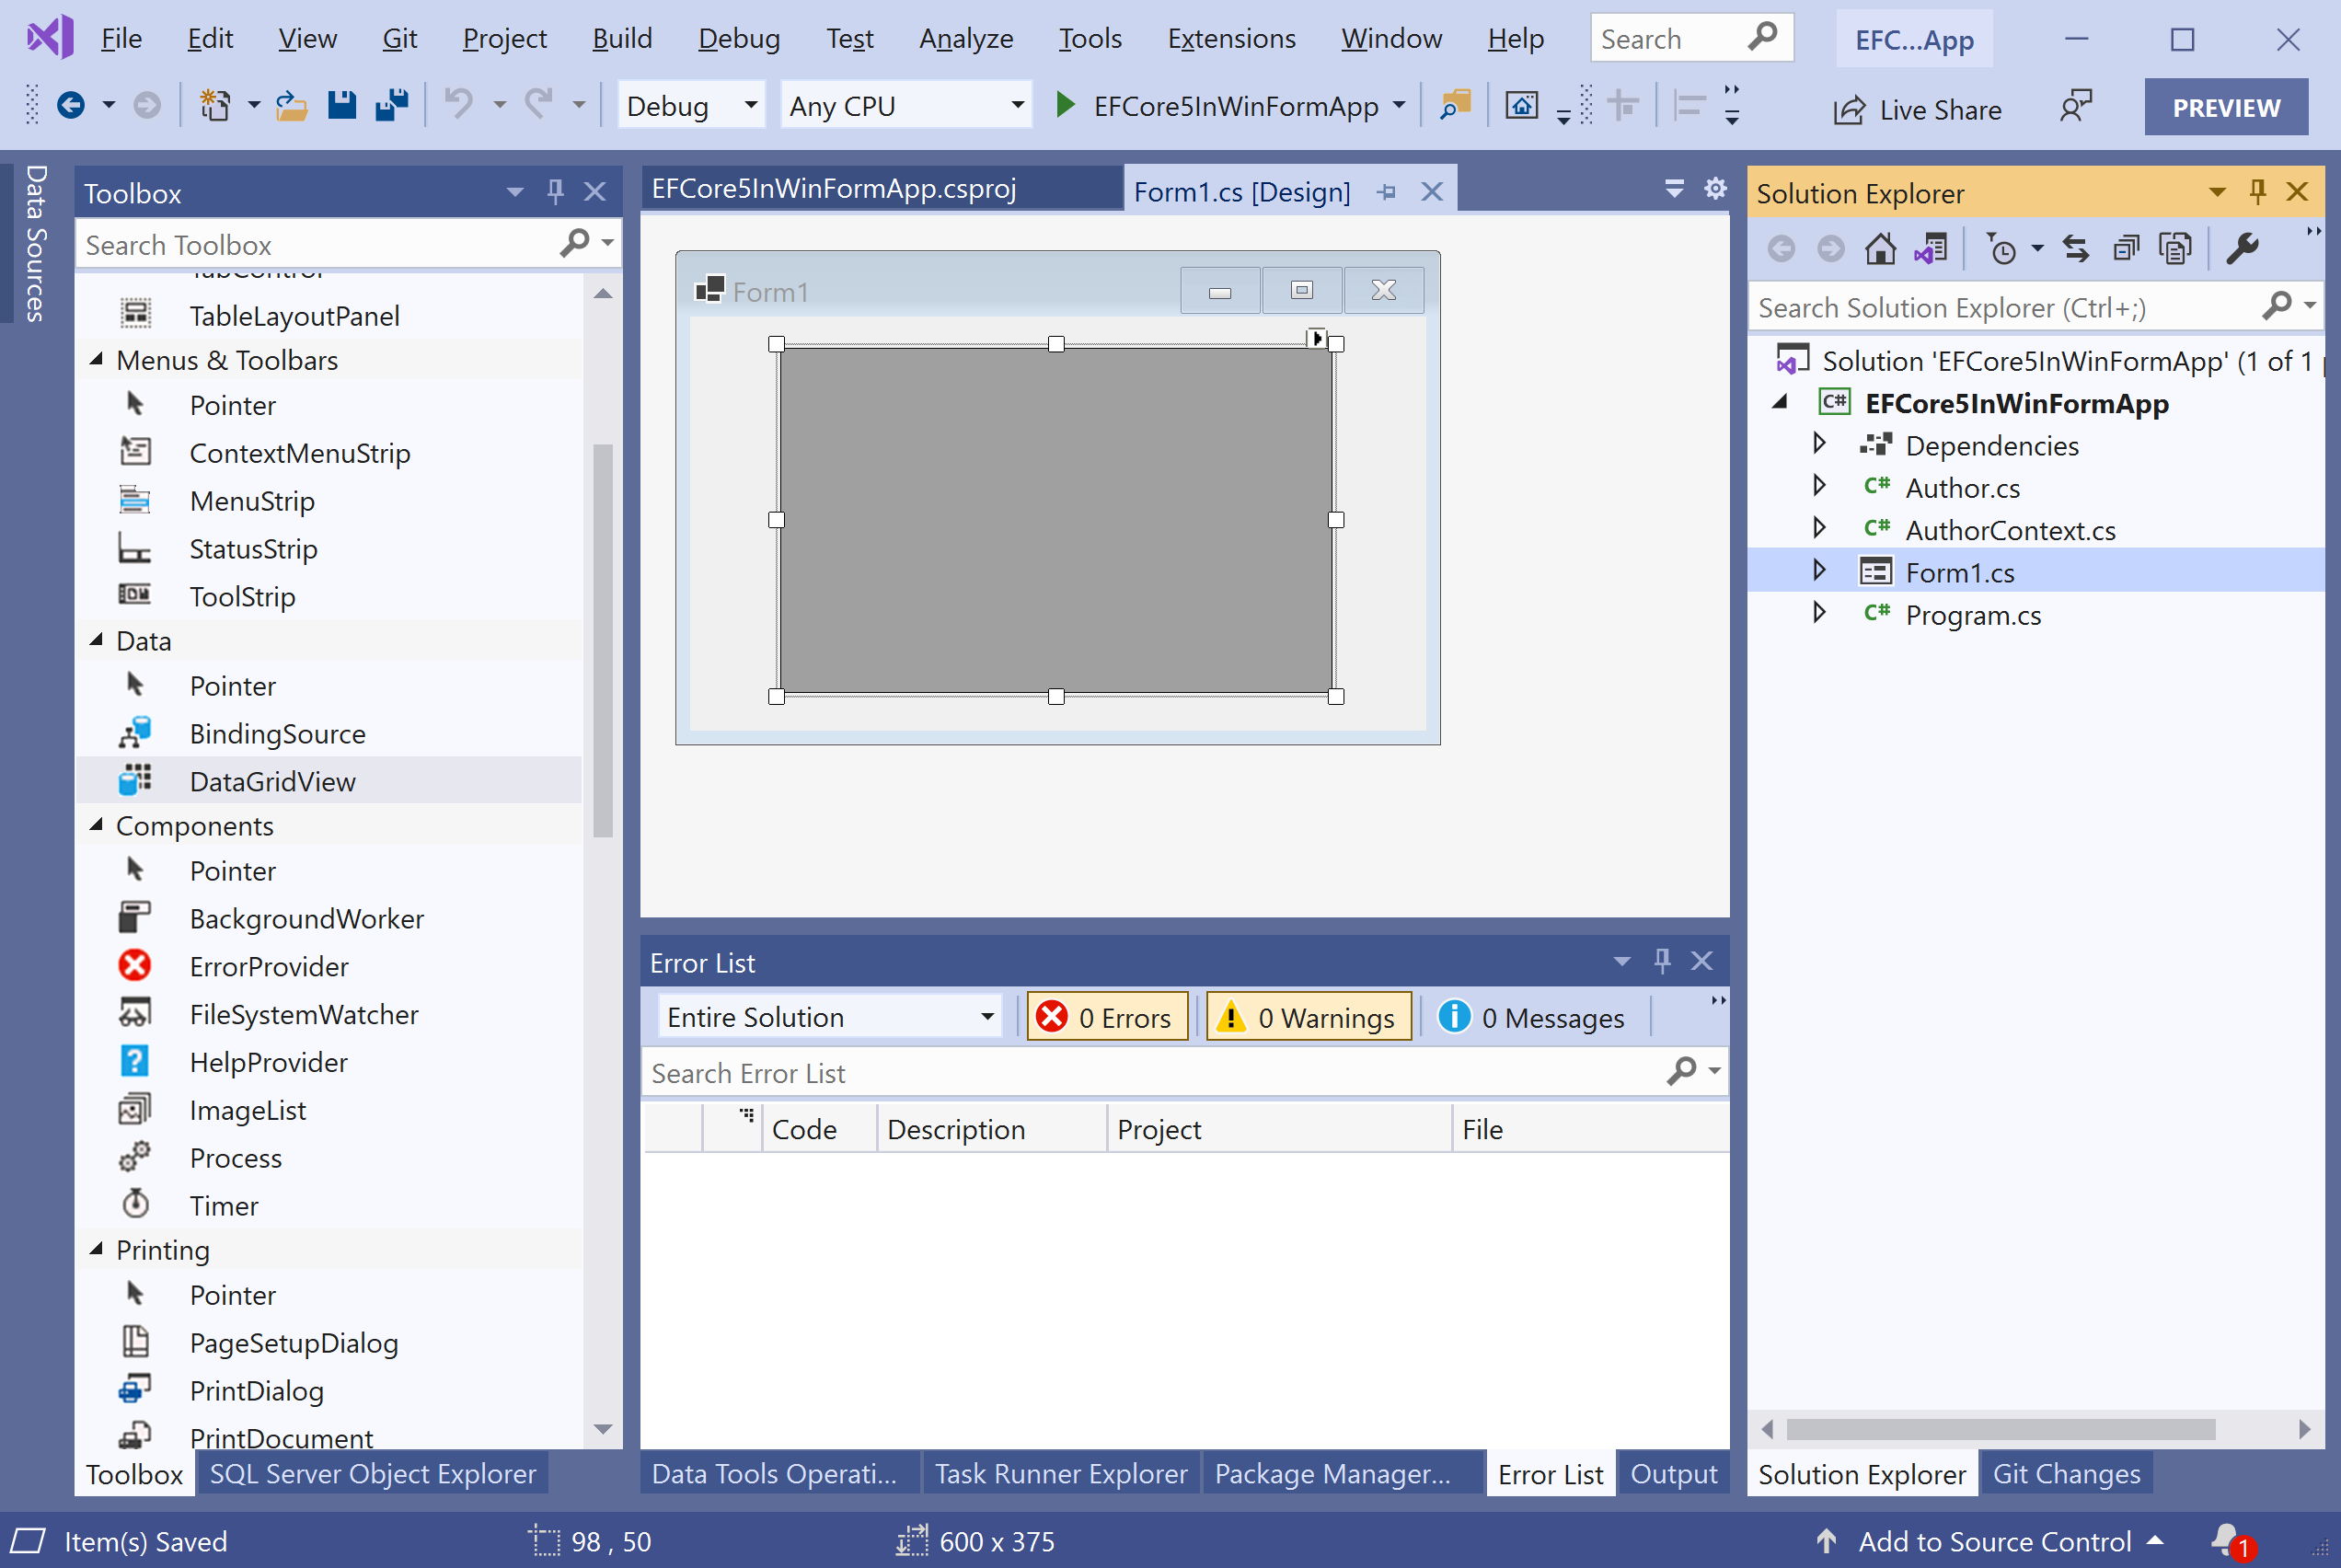 File Edit View Git Project Build Debug Test Analyze Tools Extensions Window Help Search EFC...App
Debug Any CPU EFCore5InWinFormApp Live Share PREVIEW
Data Sources
Toolbox
Search Toolbox
TabControl
TableLayoutPanel
Menus & Toolbars
Pointer
ContextMenuStrip
MenuStrip
StatusStrip
ToolStrip
Data
Pointer
BindingSource
DataGridView
Components
Pointer
BackgroundWorker
ErrorProvider
FileSystemWatcher
HelpProvider
ImageList
Process
Timer
Printing
Pointer
PageSetupDialog
PrintDialog
PrintDocument
Toolbox SQL Server Object Explorer
EFCore5InWinFormApp.csproj Form1.cs [Design]
Form1
Error List
Entire Solution 0 Errors 0 Warnings 0 Messages
Search Error List
Code Description Project File
Data Tools Operati... Task Runner Explorer Package Manager... Error List Output
Solution Explorer
Search Solution Explorer (Ctrl+;)
Solution 'EFCore5InWinFormApp' (1 of 1
C# EFCore5InWinFormApp
Dependencies
C# Author.cs
C# AuthorContext.cs
Form1.cs
C# Program.cs
Solution Explorer Git Changes
Item(s) Saved 98 , 50 600 x 375 Add to Source Control 1